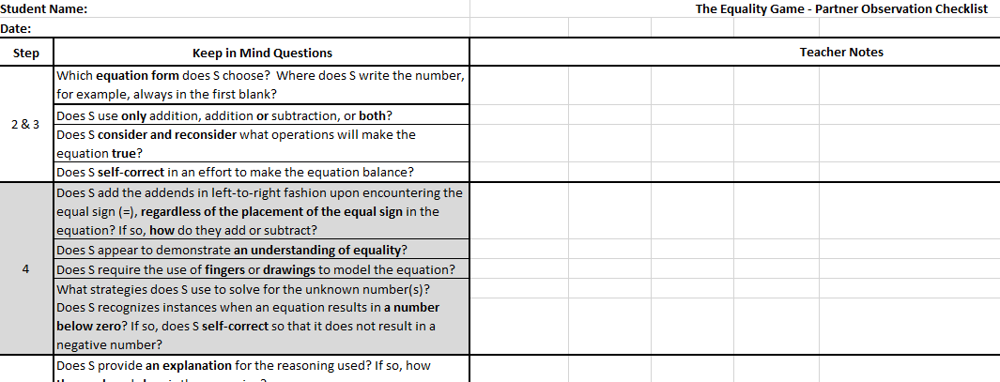 Student Name:
The Equality Game - Partner Observation Checklist
Date:
Step
Keep in Mind Questions
Teacher Notes
2 & 3
Which equation form does S choose?  Where does S write the number,
for example, always in the first blank?
Does S use only addition, addition or subtraction, or both?
Does S consider and reconsider what operations will make the
equation true?
Does S self-correct in an effort to make the equation balance?
4
Does S add the addends in left-to-right fashion upon encountering the
equal sign (=), regardless of the placement of the equal sign in the
equation? If so, how do they add or subtract?
Does S appear to demonstrate an understanding of equality?
Does S require the use of fingers or drawings to model the equation?
What strategies does S use to solve for the unknown number(s)?
Does S recognizes instances when an equation results in a number
below zero? If so, does S self-correct so that it does not result in a
negative number?
Does S provide an explanation for the reasoning used? If so, how